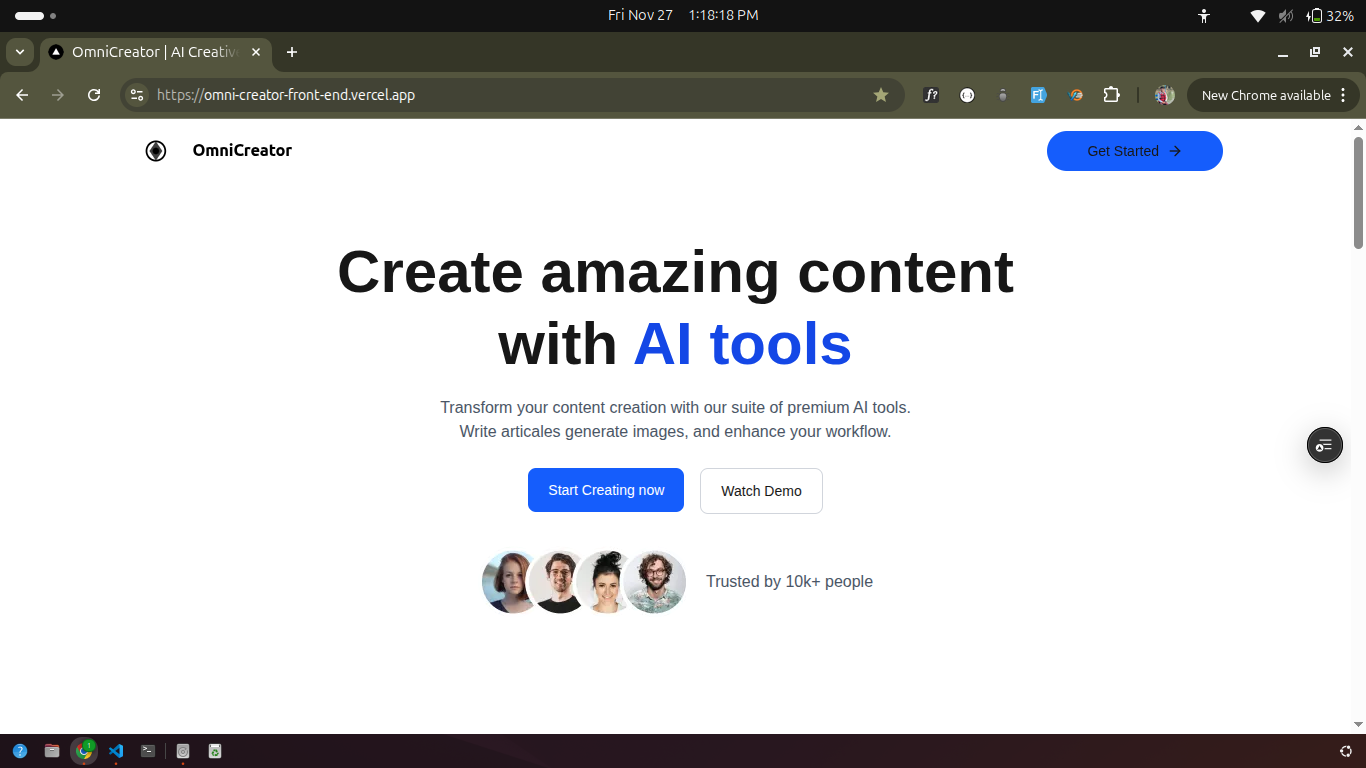 Fri Nov 27 1:18:18 PM
32%
OmniCreator | AI Creativ
https://omni-creator-front-end.vercel.app
New Chrome available
OmniCreator
Get Started
Create amazing content
with AI tools
Transform your content creation with our suite of premium AI tools.
Write articales generate images, and enhance your workflow.
Start Creating now
Watch Demo
Trusted by 10k+ people